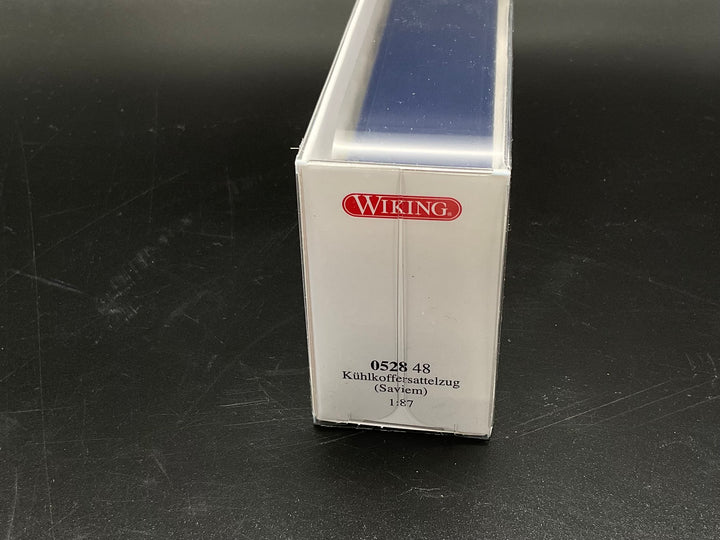 WIKING®
0528 48
Kühlkoffersattelzug
(Saviem)
1:87